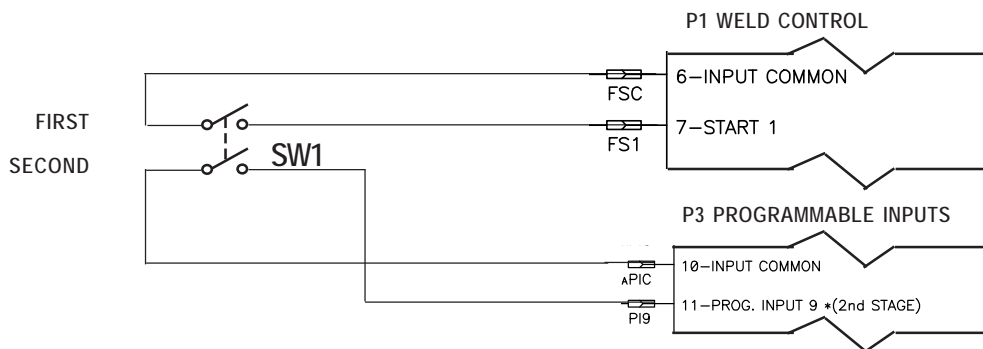 P1 WELD CONTROL
6-INPUT COMMON
FSC
FIRST
7-START 1
FS1
SECOND
SW1
P3 PROGRAMMABLE INPUTS
10-INPUT COMMON
APIC
11-PROG. INPUT 9 *(2nd STAGE)
PI9